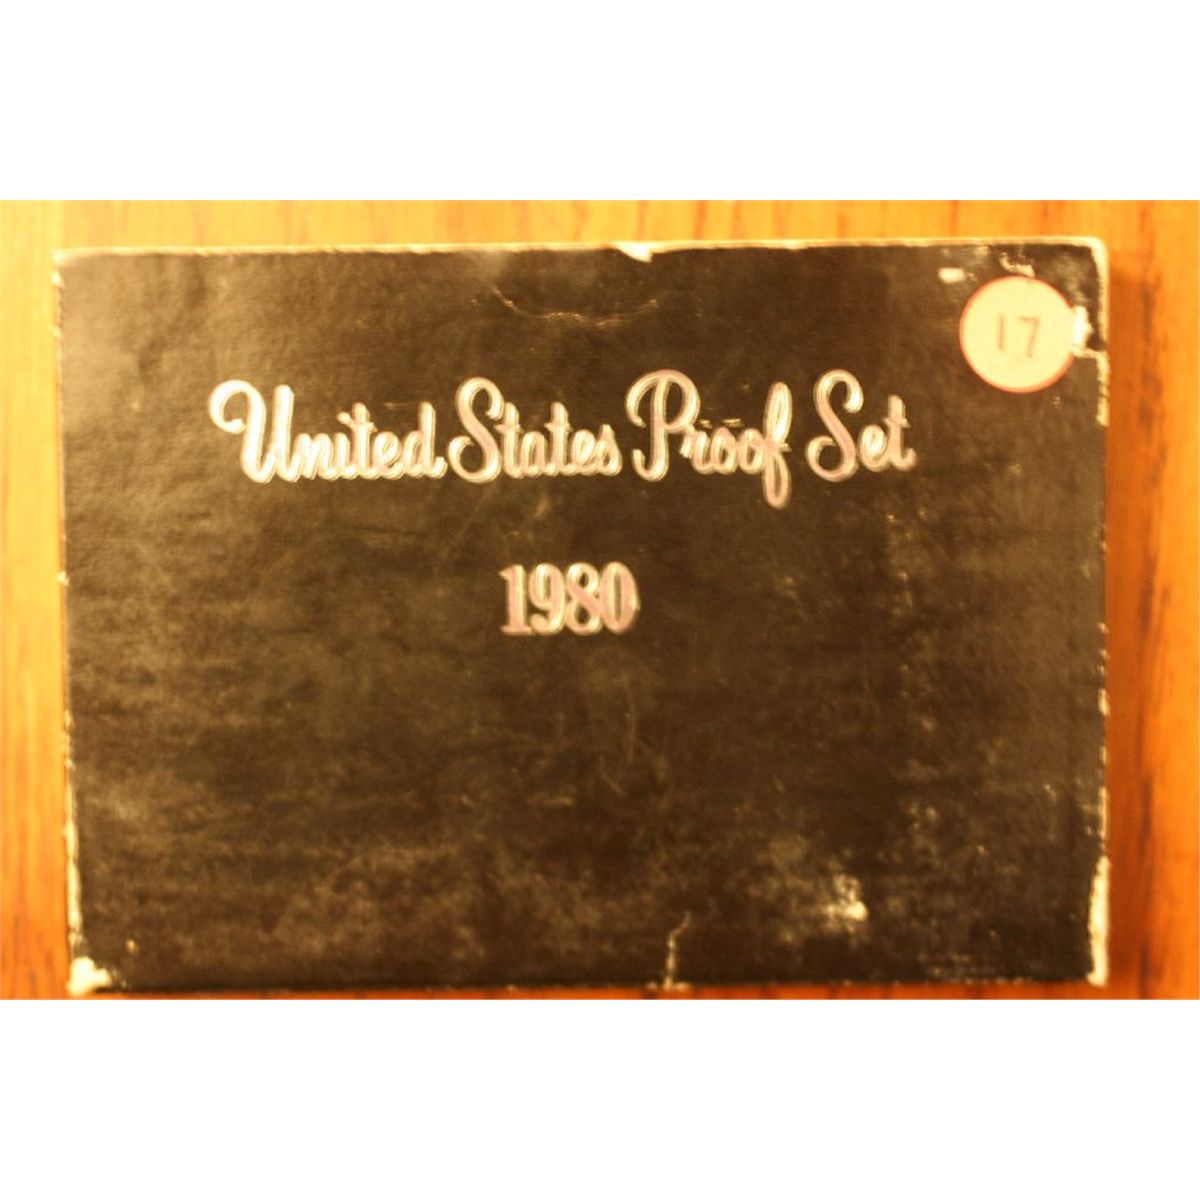 17
United States Proof Set
1980